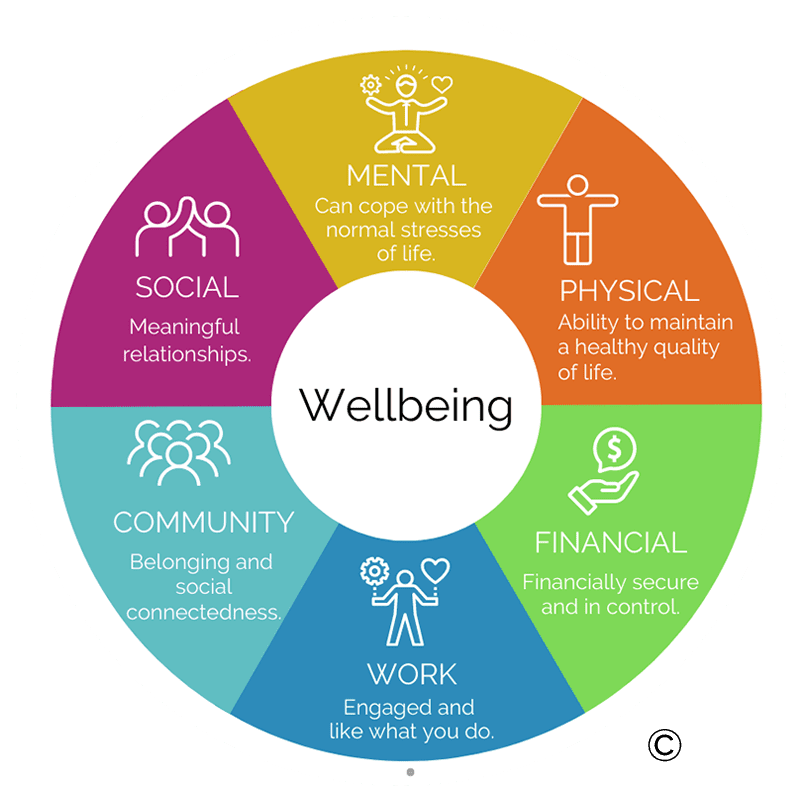 MENTAL
Can cope with the
normal stresses
of life.
PHYSICAL
Ability to maintain
a healthy quality
of life.
$
FINANCIAL
Financially secure
and in control.
WORK
Engaged and
like what you do.
COMMUNITY
Belonging and
social
connectedness.
SOCIAL
Meaningful
relationships.
Wellbeing
©